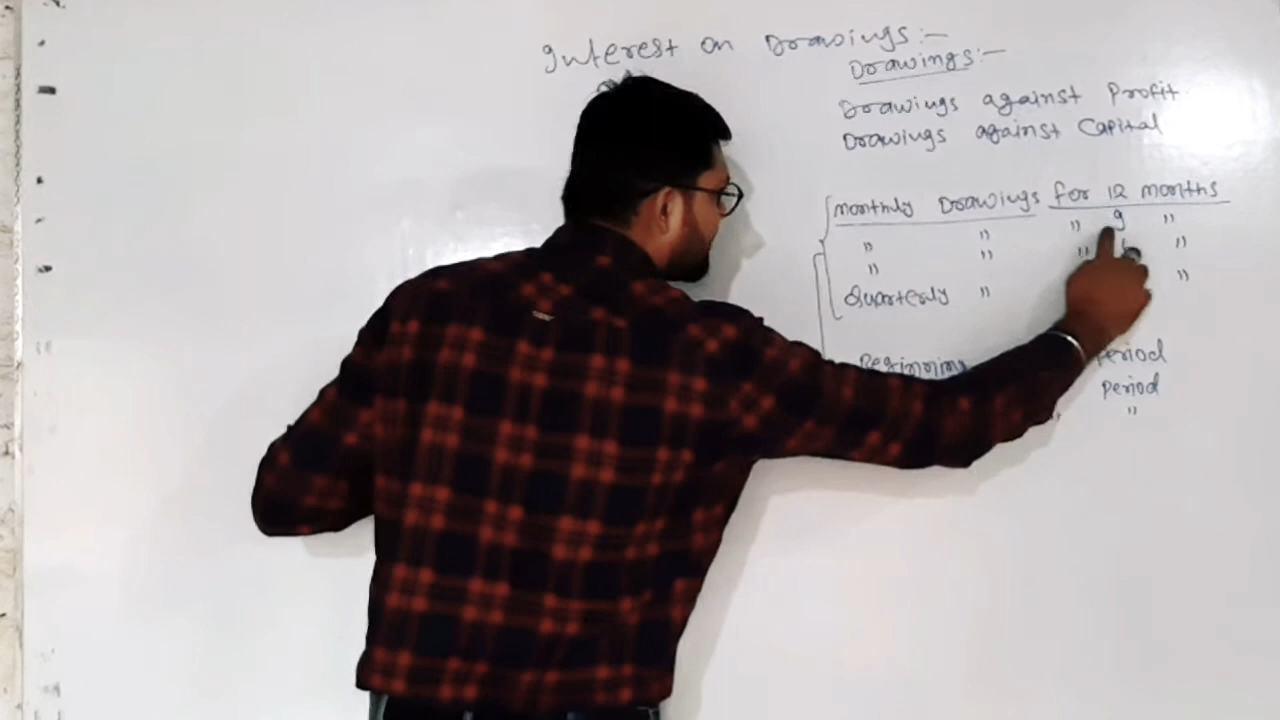 Interest on Drawings:-
Drawings:-
Drawings against Profit
Drawings against Capital
Monthly Drawings for 12 months
" " " 9 "
" " " "
Quarterly " "
Beginning Period
Period
"